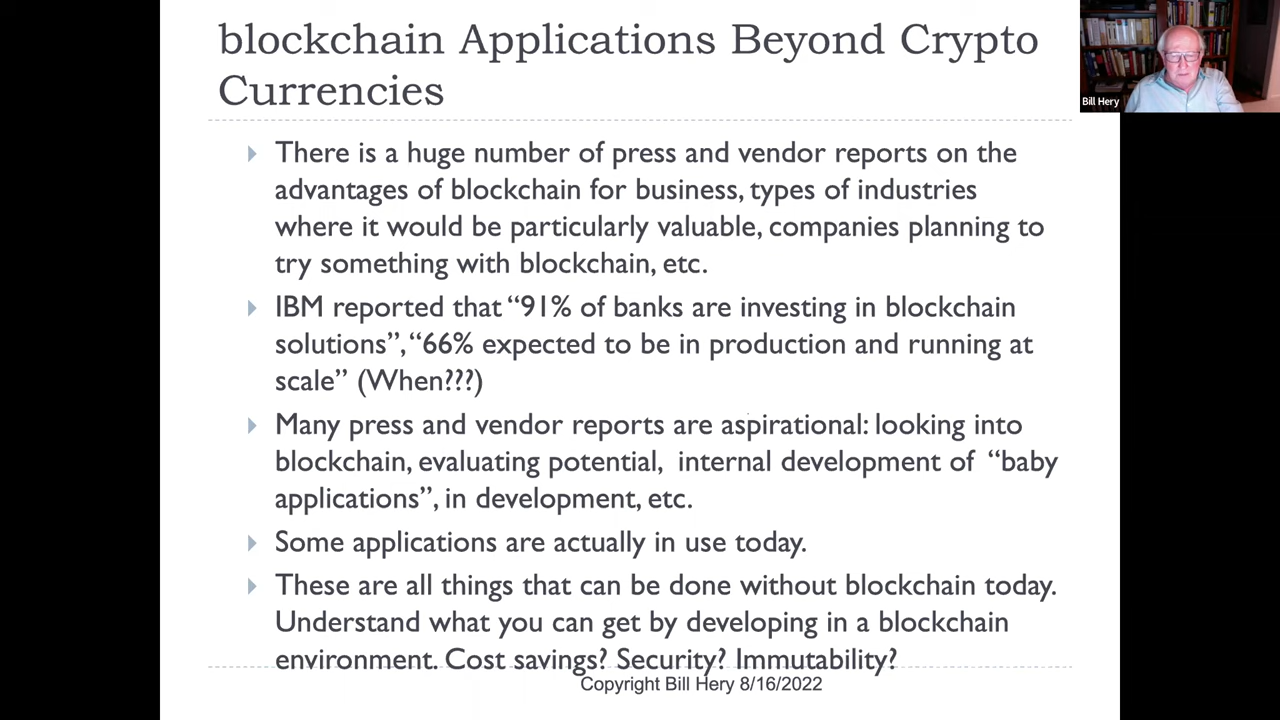 blockchain Applications Beyond Crypto
Currencies
Bill Hery
There is a huge number of press and vendor reports on the
advantages of blockchain for business, types of industries
where it would be particularly valuable, companies planning to
try something with blockchain, etc.
IBM reported that “91% of banks are investing in blockchain
solutions”, “66% expected to be in production and running at
scale” (When???)
Many press and vendor reports are aspirational: looking into
blockchain, evaluating potential, internal development of “baby
applications”, in development, etc.
Some applications are actually in use today.
These are all things that can be done without blockchain today.
Understand what you can get by developing in a blockchain
environment. Cost savings? Security? Immutability?
Copyright Bill Hery 8/16/2022